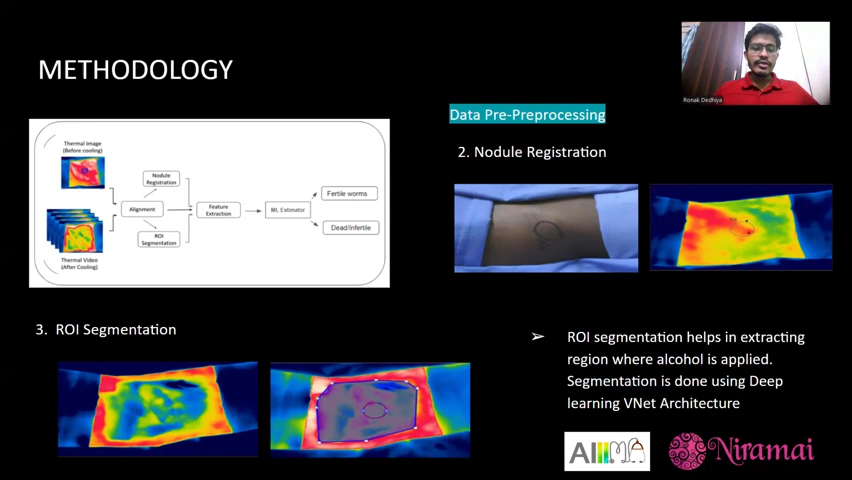 METHODOLOGY
Ronak Dedhiya
Data Pre-Preprocessing
2. Nodule Registration
Thermal Image
(Before cooling)
Nodule
Registration
Alignment
Feature
Extraction
ML Estimator
Fertile worms
Dead/Infertile
ROI
Segmentation
Thermal Video
(After Cooling)
3. ROI Segmentation
➢ ROI segmentation helps in extracting
region where alcohol is applied.
Segmentation is done using Deep
learning VNet Architecture
Niramai